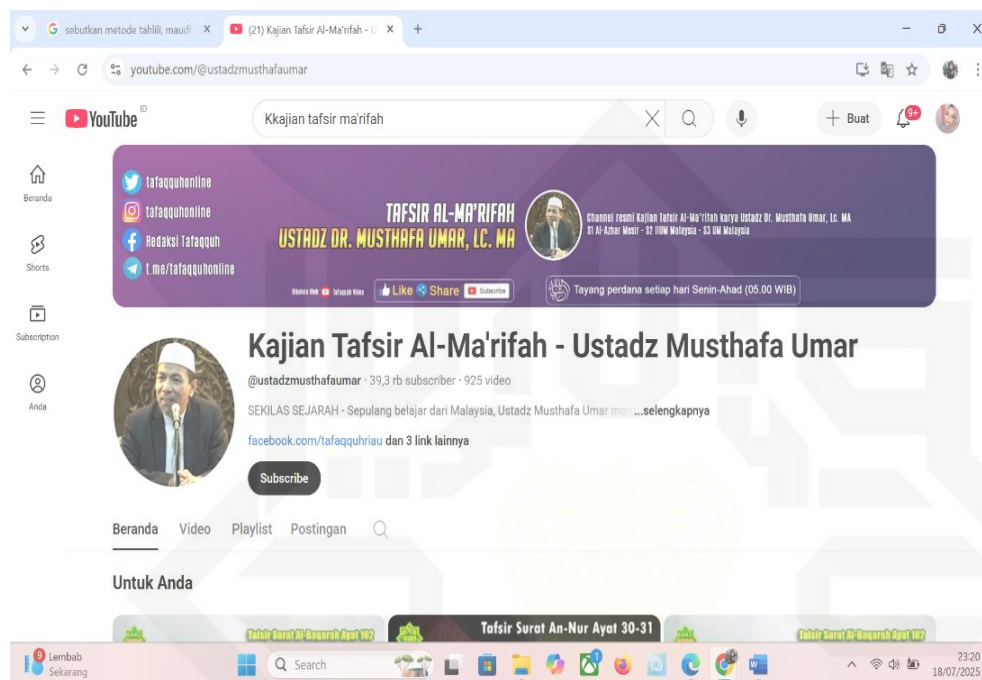 sebutkan metode tahlili, maudh
(21) Kajian Tafsir Al-Ma'rifah - U
youtube.com/@ustadzmusthafaumar
YouTube ID
Kkajian tafsir ma'rifah
Buat
9+
Beranda
Shorts
Subscription
Anda
tafaqquhonline
tafaqquhonline
Redaksi Tafaqquh
t.me/tafaqquhonline
TAFSIR AL-MA'RIFAH
USTADZ DR. MUSTHAFA UMAR, LC. MA
Channel resmi Kajian Tafsir Al-Ma'rifah karya Ustadz Dr. Musthafa Umar, Lc. MA
S1 Al-Azhar Mesir - S2 IIUM Malaysia - S3 UM Malaysia
Like Share Subscribe
Tayang perdana setiap hari Senin-Ahad (05.00 WIB)
Kajian Tafsir Al-Ma'rifah - Ustadz Musthafa Umar
@ustadzmusthafaumar · 39,3 rb subscriber · 925 video
SEKILAS SEJARAH - Sepulang belajar dari Malaysia, Ustadz Musthafa Umar ...selengkapnya
facebook.com/tafaqquhriau dan 3 link lainnya
Subscribe
Beranda Video Playlist Postingan
Untuk Anda
Tafsir Surat Al-Baqarah Ayat 102
Tafsir Surat An-Nur Ayat 30-31
Tafsir Surat Al-Baqarah Ayat 102
9
Lembab
Sekarang
Search
23:20
18/07/2025